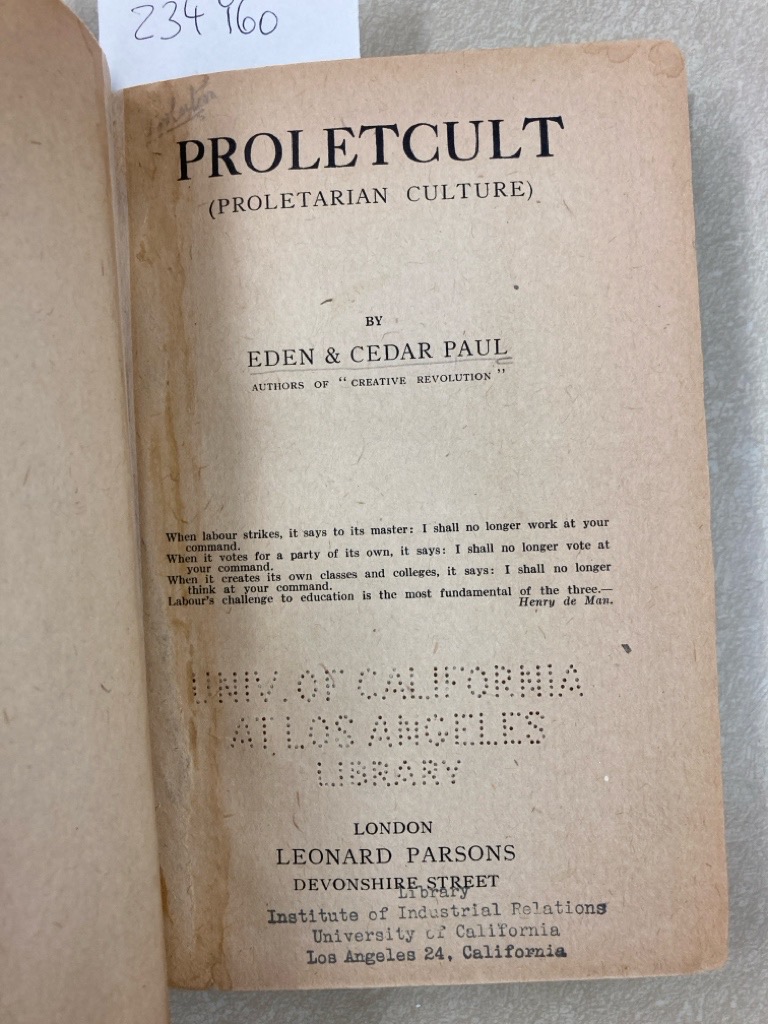 234960
PROLETCULT
(PROLETARIAN CULTURE)
BY
EDEN & CEDAR PAUL
AUTHORS OF "CREATIVE REVOLUTION"
When labour strikes, it says to its master: I shall no longer work at your
command.
When it votes for a party of its own, it says: I shall no longer vote at
your command.
When it creates its own classes and colleges, it says: I shall no longer
think at your command.
Labour's challenge to education is the most fundamental of the three.—
Henry de Man.
UNIV. OF CALIFORNIA
AT LOS ANGELES
LIBRARY
LONDON
LEONARD PARSONS
DEVONSHIRE STREET
Library
Institute of Industrial Relations
University of California
Los Angeles 24, California